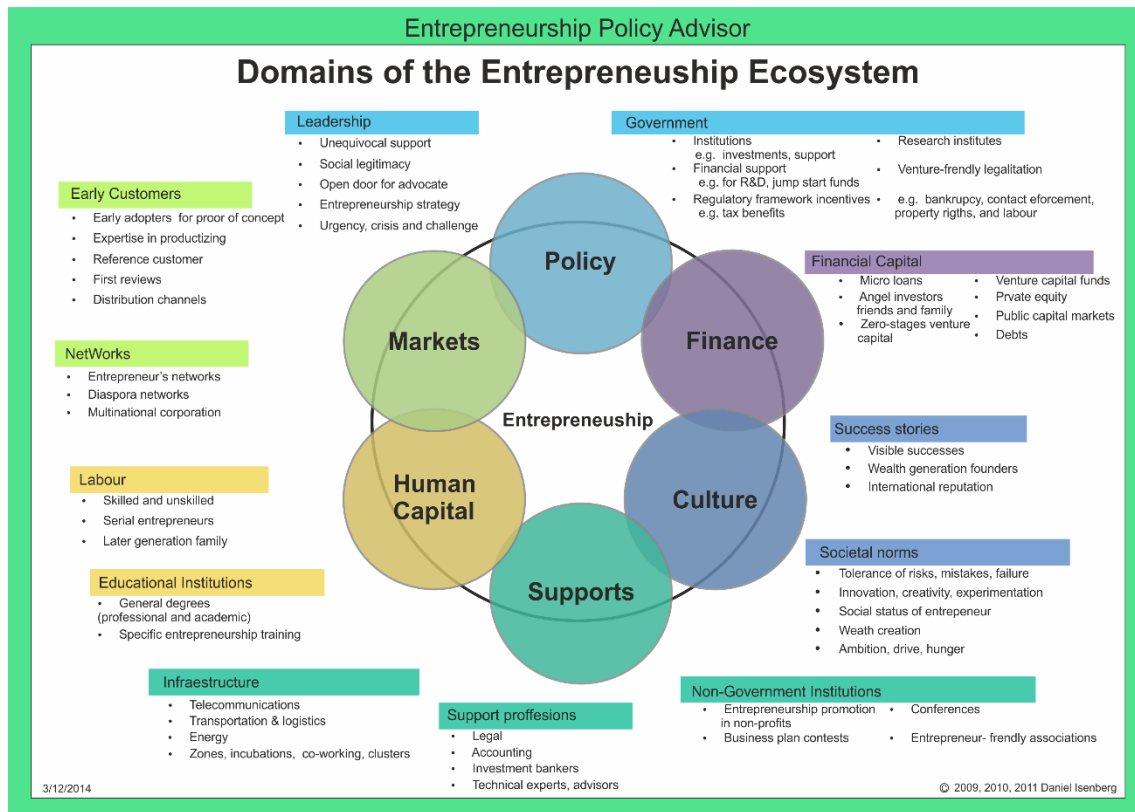 Entrepreneurship Policy Advisor
Domains of the Entrepreneuship Ecosystem
Leadership
• Unequivocal support
• Social legitimacy
• Open door for advocate
• Entrepreneurship strategy
• Urgency, crisis and challenge
Government
• Institutions
e.g. investments, support
• Financial support
e.g. for R&D, jump start funds
• Regulatory framework incentives
e.g. tax benefits
• Research institutes
• Venture-frendly legalitation
• e.g. bankrupcy, contact eforcement,
property rigths, and labour
Early Customers
• Early adopters for proor of concept
• Expertise in productizing
• Reference customer
• First reviews
• Distribution channels
Financial Capital
• Micro loans
• Angel investors
friends and family
• Zero-stages venture
capital
• Venture capital funds
• Private equity
• Public capital markets
• Debts
NetWorks
• Entrepreneur's networks
• Diaspora networks
• Multinational corporation
Policy
Markets
Finance
Entrepreneuship
Human
Capital
Culture
Supports
Success stories
• Visible successes
• Wealth generation founders
• International reputation
Labour
• Skilled and unskilled
• Serial entrepreneurs
• Later generation family
Societal norms
• Tolerance of risks, mistakes, failure
• Innovation, creativity, experimentation
• Social status of entrepeneur
• Weath creation
• Ambition, drive, hunger
Educational Institutions
• General degrees
(professional and academic)
• Specific entrepreneurship training
Infraestructure
• Telecommunications
• Transportation & logistics
• Energy
• Zones, incubations, co-working, clusters
Support proffesions
• Legal
• Accounting
• Investment bankers
• Technical experts, advisors
Non-Government Institutions
• Entrepreneurship promotion
in non-profits
• Business plan contests
• Conferences
• Entrepreneur- frendly associations
3/12/2014
© 2009, 2010, 2011 Daniel Isenberg